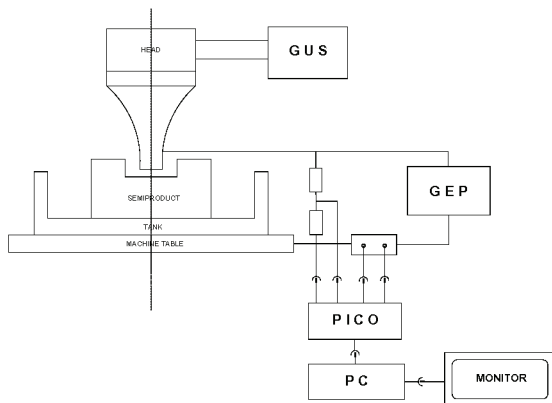 HEAD
GUS
SEMIPRODUCT
GEP
TANK
MACHINE TABLE
PICO
PC
MONITOR